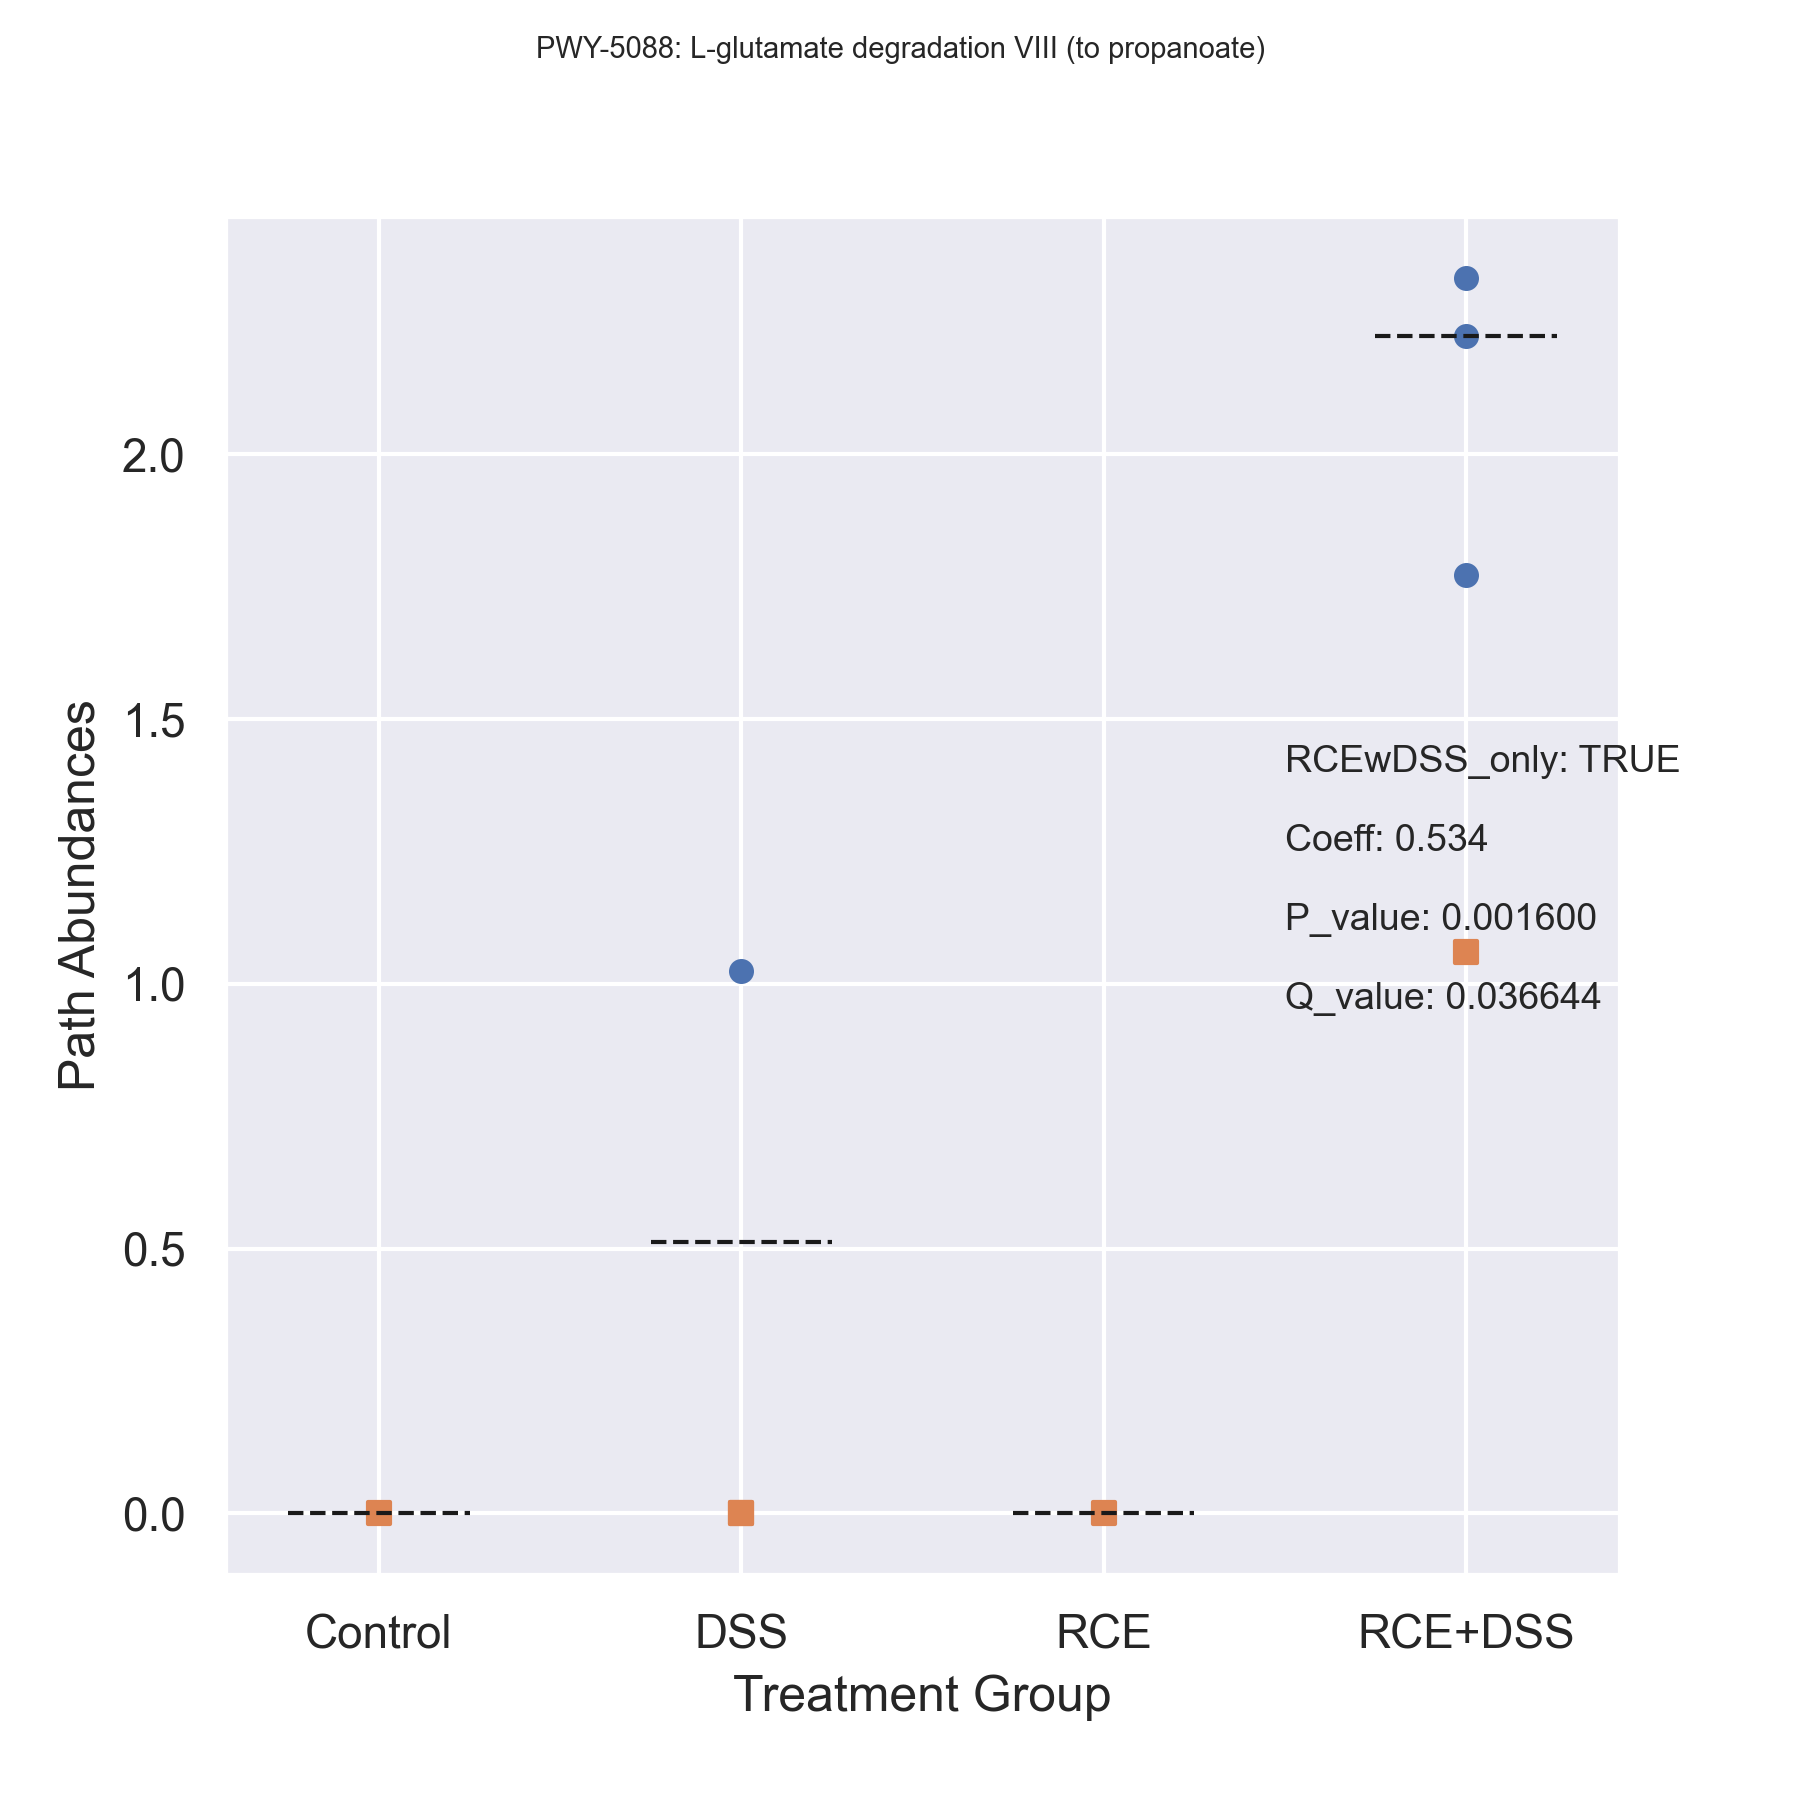 PWY-5088: L-glutamate degradation VIII (to propanoate)
Path Abundances
2.0
1.5
1.0
0.5
0.0
RCEwDSS_only: TRUE
Coeff: 0.534
P_value: 0.001600
Q_value: 0.036644
Control DSS RCE RCE+DSS
Treatment Group